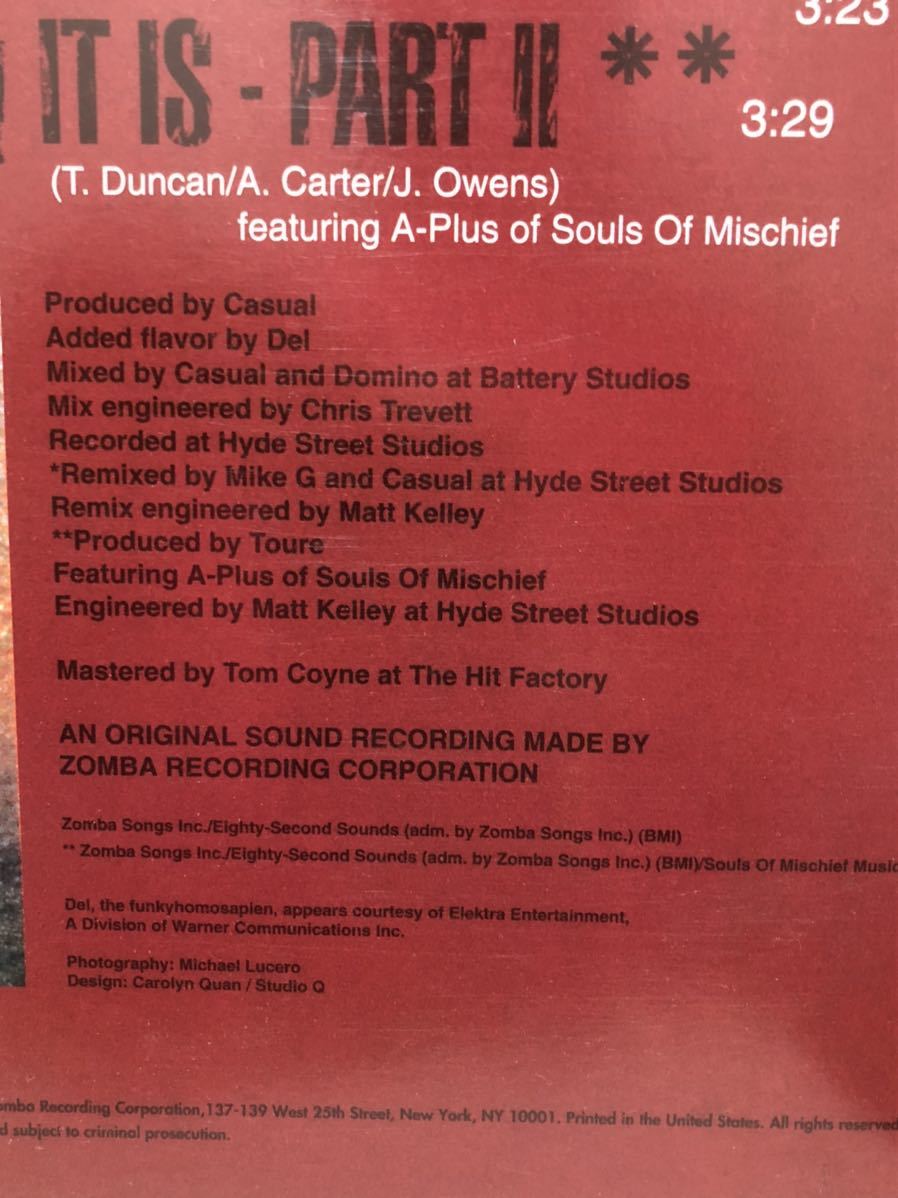 3:23
IT IS - PART II **
3:29
(T. Duncan/A. Carter/J. Owens)
featuring A-Plus of Souls Of Mischief
Produced by Casual
Added flavor by Del
Mixed by Casual and Domino at Battery Studios
Mix engineered by Chris Trevett
Recorded at Hyde Street Studios
*Remixed by Mike G and Casual at Hyde Street Studios
Remix engineered by Matt Kelley
**Produced by Toure
Featuring A-Plus of Souls Of Mischief
Engineered by Matt Kelley at Hyde Street Studios
Mastered by Tom Coyne at The Hit Factory
AN ORIGINAL SOUND RECORDING MADE BY
ZOMBA RECORDING CORPORATION
Zomba Songs Inc./Eighty-Second Sounds (adm. by Zomba Songs Inc.) (BMI)
** Zomba Songs Inc./Eighty-Second Sounds (adm. by Zomba Songs Inc.) (BMI)/Souls Of Mischief Music
Del, the funkyhomosapien, appears courtesy of Elektra Entertainment,
A Division of Warner Communications Inc.
Photography: Michael Lucero
Design: Carolyn Quan / Studio Q
omba Recording Corporation,137-139 West 25th Street, New York, NY 10001. Printed in the United States. All rights reserved
d subject to criminal prosecution.